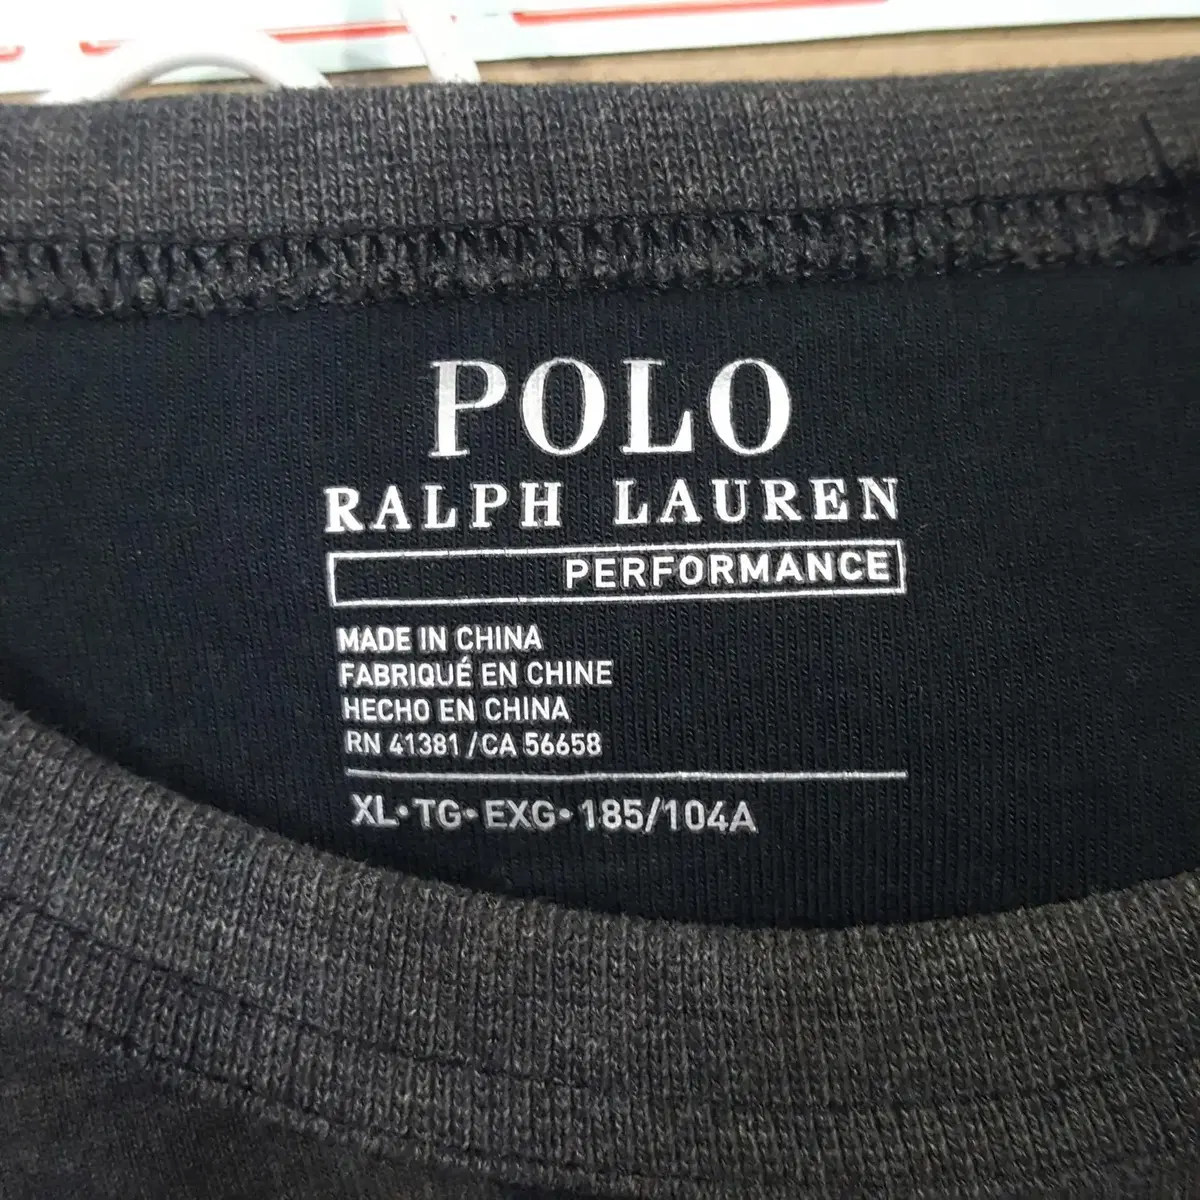 POLO
RALPH LAUREN
PERFORMANCE
MADE IN CHINA
FABRIQUÉ EN CHINE
HECHO EN CHINA
RN 41381 /CA 56658
XL•TG•EXG•185/104A